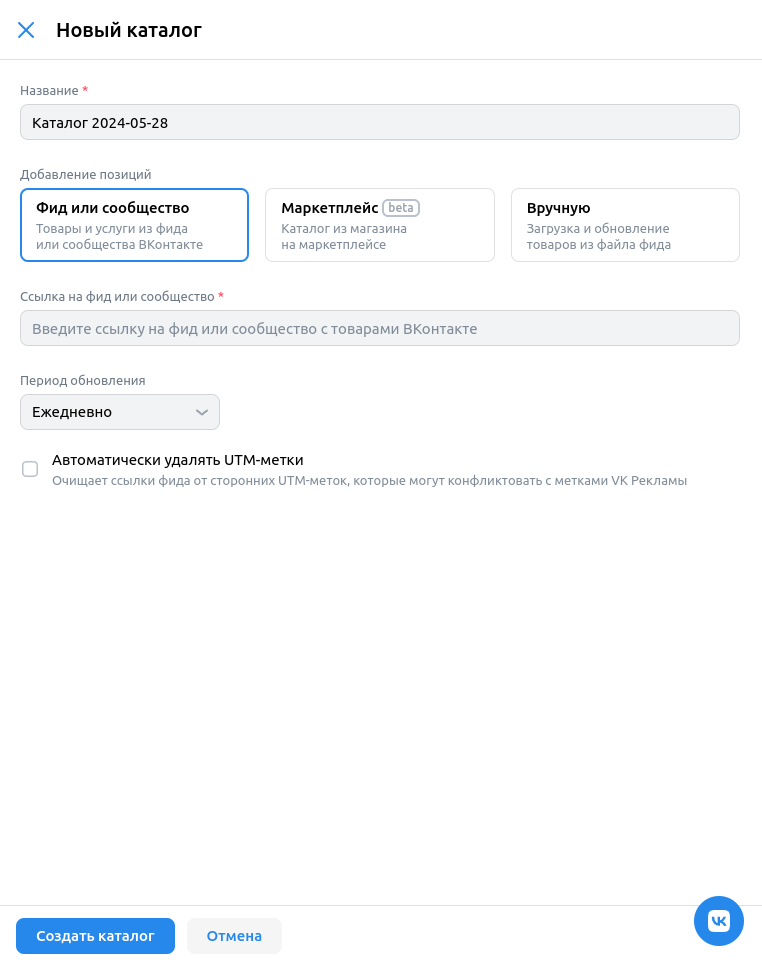 Новый каталог
Название *
Каталог 2024-05-28
Добавление позиций
Фид или сообщество
Товары и услуги из фида
или сообщества ВКонтакте
Маркетплейс beta
Каталог из магазина
на маркетплейсе
Вручную
Загрузка и обновление
товаров из файла фида
Ссылка на фид или сообщество *
Введите ссылку на фид или сообщество с товарами ВКонтакте
Период обновления
Ежедневно
Автоматически удалять UTM-метки
Очищает ссылки фида от сторонних UTM-меток, которые могут конфликтовать с метками VK Рекламы
Создать каталог
Отмена